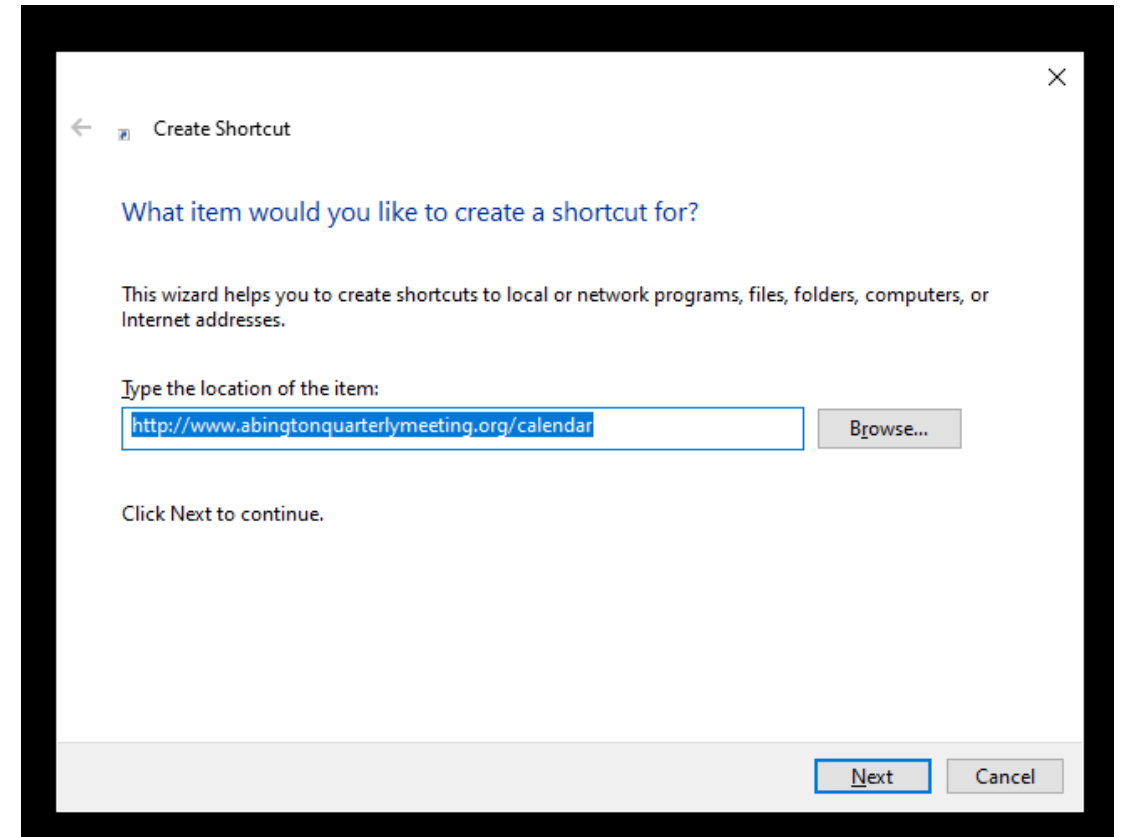 Create Shortcut
What item would you like to create a shortcut for?
This wizard helps you to create shortcuts to local or network programs, files, folders, computers, or
Internet addresses.
Type the location of the item:
http://www.abingtonquarterlymeeting.org/calendar
Browse...
Click Next to continue.
Next Cancel